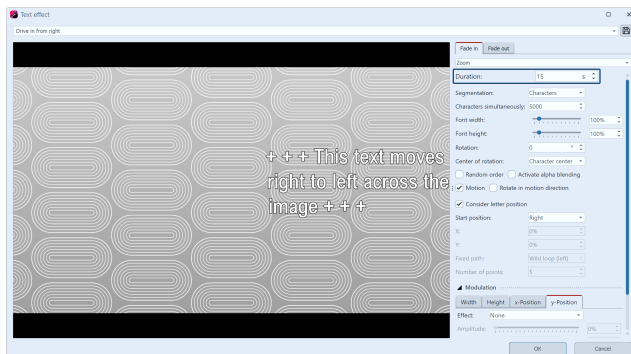 Text effect
Drive in from right
Fade in Fade out
Zoom
Duration: 15 s
Segmentation: Characters
Characters simultaneously: 5000
Font width: 100%
Font height: 100%
Rotation: 0 °
Center of rotation: Character center
Random order Activate alpha blending
Motion Rotate in motion direction
Consider letter position
Start position: Right
X: 0%
Y: 0%
Fixed path: Wild loop (left)
Number of points: 5
Modulation
Width Height x-Position y-Position
Effect: None
Amplitude: 0%
OK Cancel
+ + + This text moves
right to left across the
image + + +